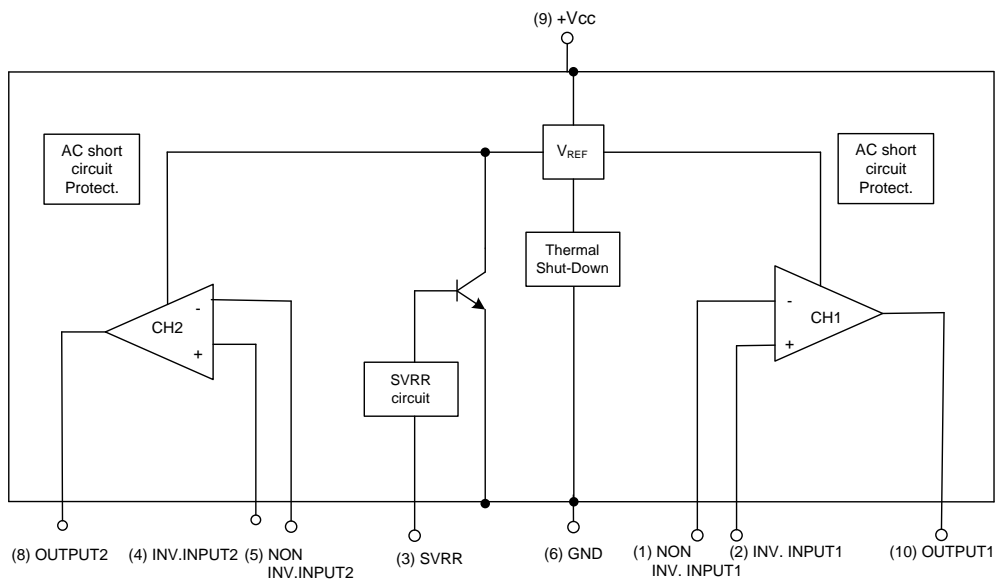 (9) +Vcc
AC short
circuit
Protect.
VREF
AC short
circuit
Protect.
Thermal
Shut-Down
-
CH2
+
-
CH1
+
SVRR
circuit
(8) OUTPUT2
(4) INV.INPUT2
(5) NON
INV.INPUT2
(3) SVRR
(6) GND
(1) NON
INV. INPUT1
(2) INV. INPUT1
(10) OUTPUT1